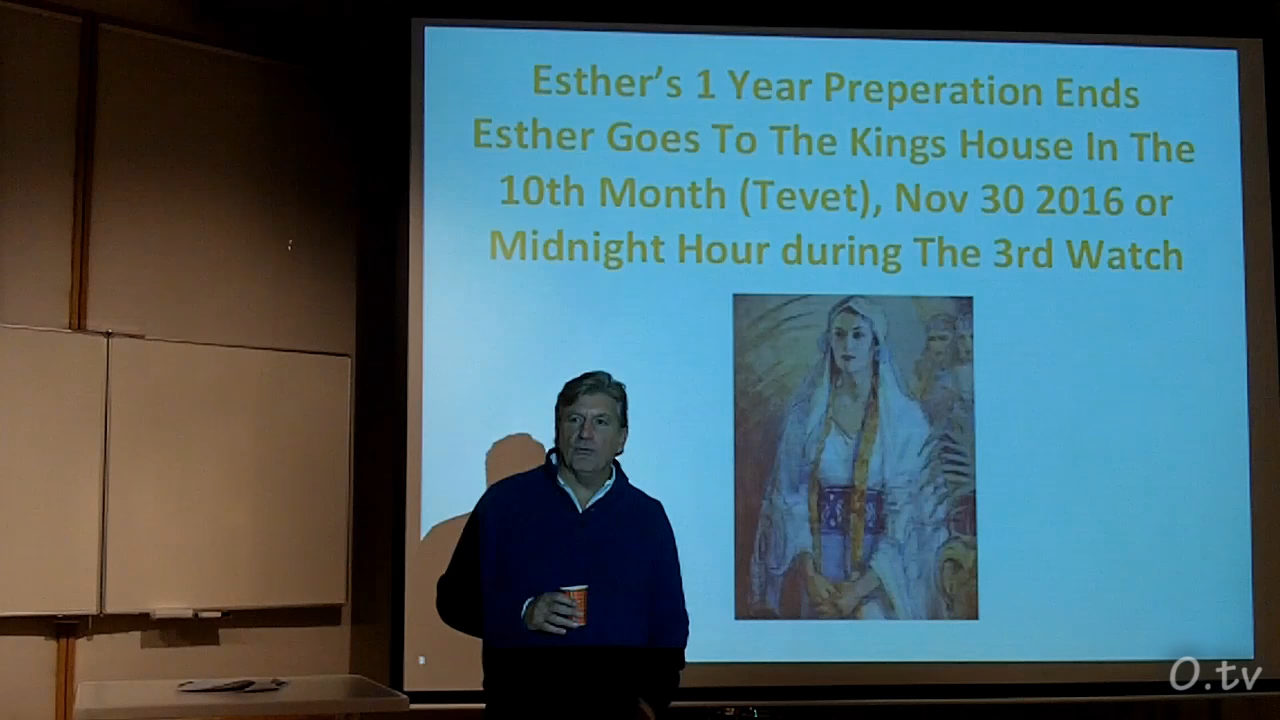 Esther's 1 Year Preperation Ends
Esther Goes To The Kings House In The
10th Month (Tevet), Nov 30 2016 or
Midnight Hour during The 3rd Watch
O.tv